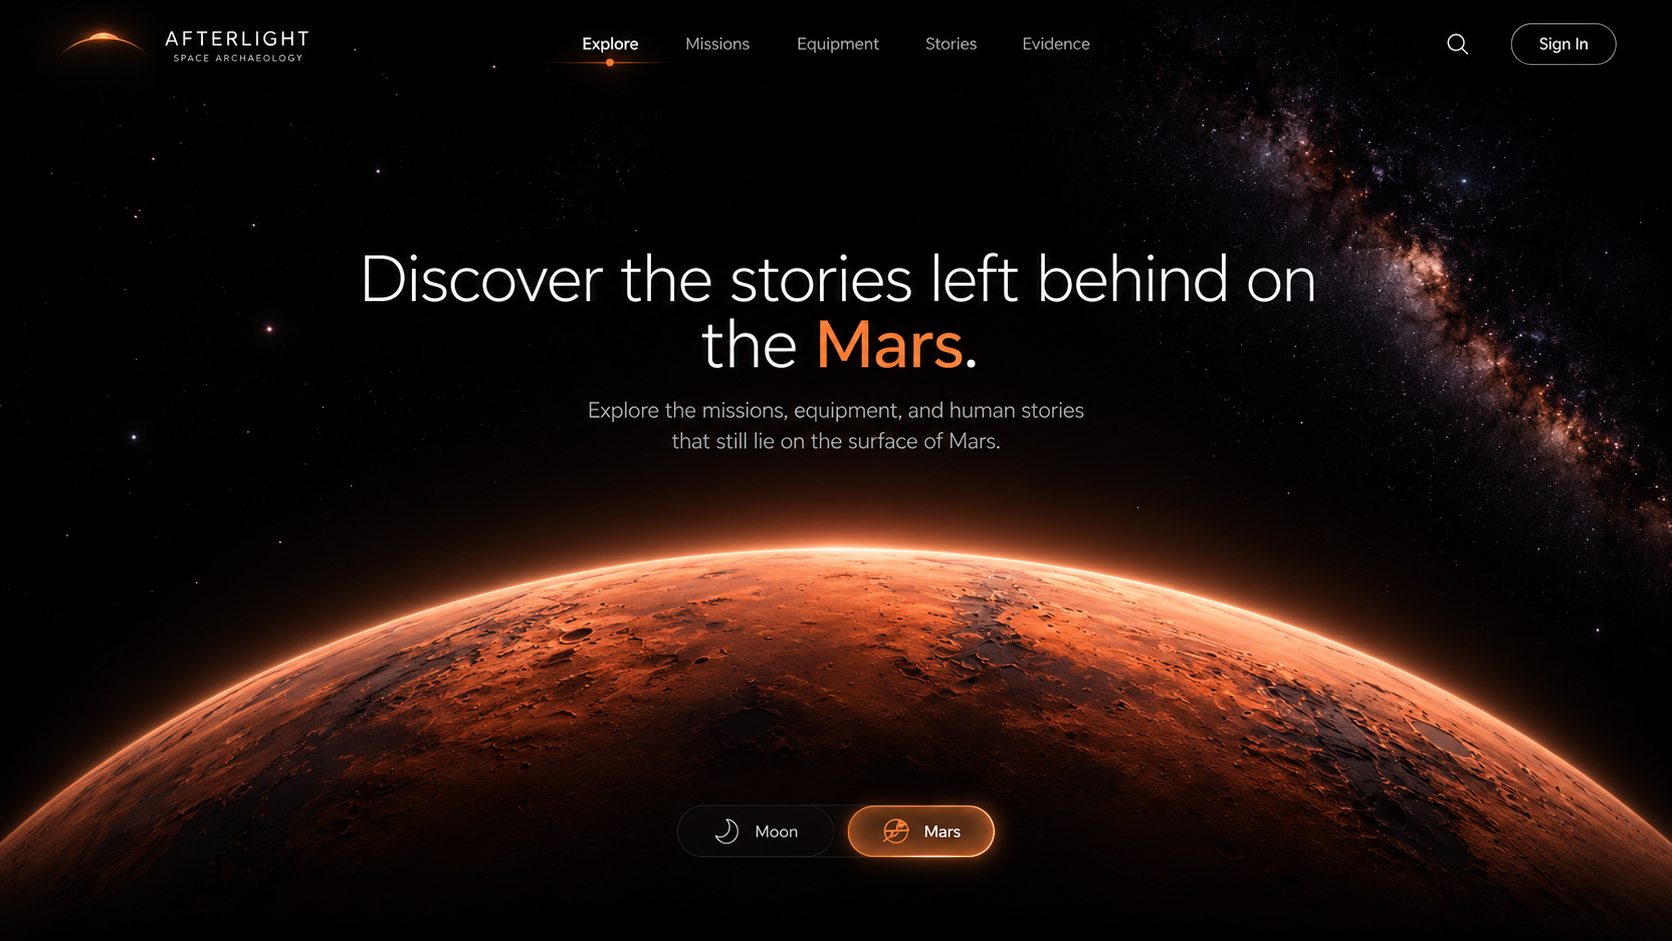 AFTERLIGHT
SPACE ARCHAEOLOGY
Explore
Missions
Equipment
Stories
Evidence
Sign In
Discover the stories left behind on
the Mars.
Explore the missions, equipment, and human stories
that still lie on the surface of Mars.
Moon
Mars